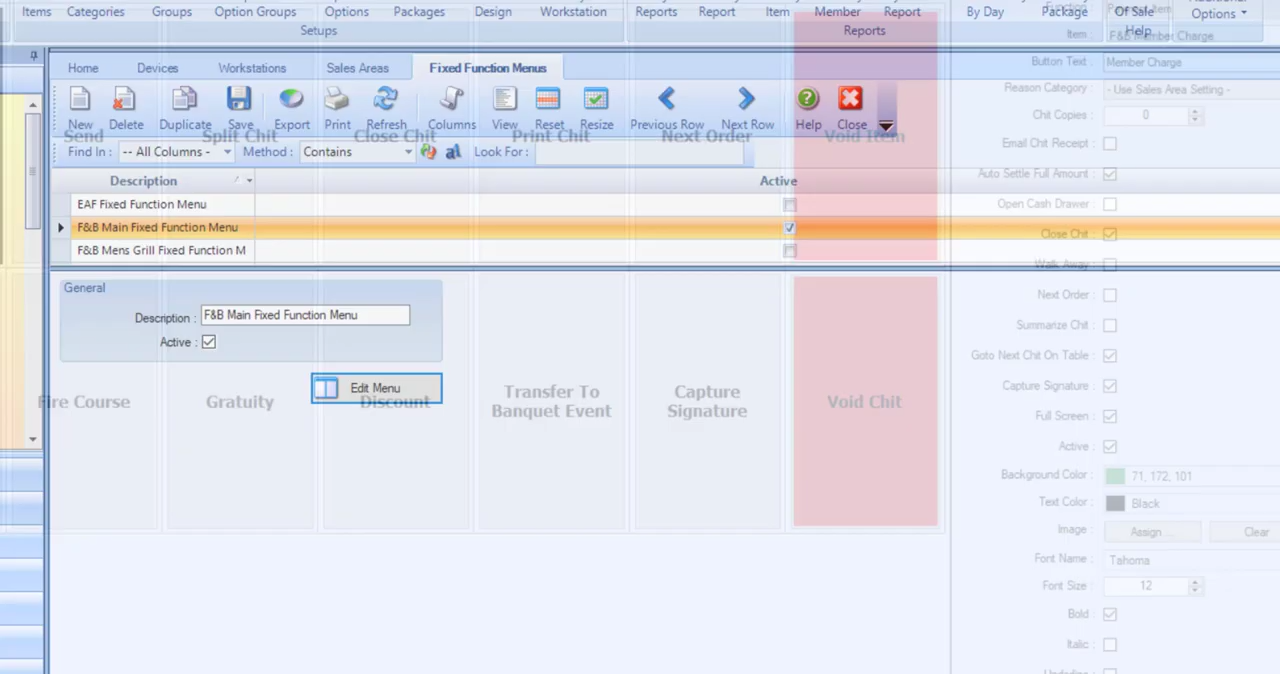 Items Categories Groups Option Groups Options Packages Design Workstation Reports Report Item Member Report By Day Package Of Sale Options
Setups Reports Help
Item: F&B Member Charge
Home Devices Workstations Sales Areas Fixed Function Menus
Button Text: Member Charge
Reason Category: - Use Sales Area Setting -
New Delete Duplicate Save Export Print Refresh Columns View Reset Resize Previous Row Next Row Help Close
Chit Copies: 0
Send Split Chit Close Chit Print Chit Next Order Void Item
Email Chit Receipt:
Find In : -- All Columns - Method : Contains Look For :
Auto Settle Full Amount :
Description Active
EAF Fixed Function Menu
Open Cash Drawer :
F&B Main Fixed Function Menu
Close Chit :
F&B Mens Grill Fixed Function M
Walk Away :
General
Next Order :
Description : F&B Main Fixed Function Menu
Summarize Chit :
Active :
Goto Next Chit On Table :
Edit Menu
Capture Signature :
Fire Course Gratuity Discount Transfer To Banquet Event Capture Signature Void Chit
Full Screen :
Active :
Background Color : 71, 172, 101
Text Color : Black
Image : Assign ... Clear
Font Name : Tahoma
Font Size : 12
Bold :
Italic :